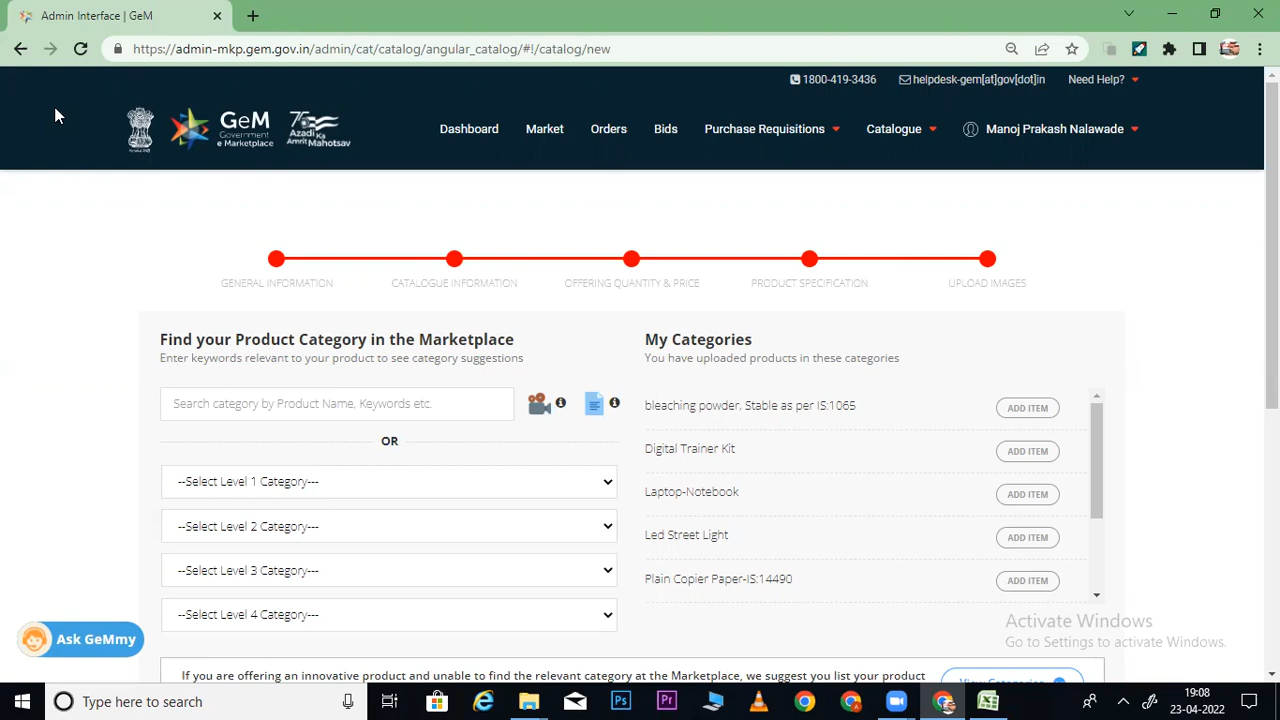 Admin Interface | GeM
https://admin-mkp.gem.gov.in/admin/cat/catalog/angular_catalog/#!/catalog/new
1800-419-3436 helpdesk-gem[at]gov[dot]in Need Help?
GeM
Government
e Marketplace
75
Azadi Ka
Amrit Mahotsav
Dashboard Market Orders Bids Purchase Requisitions Catalogue Manoj Prakash Nalawade
GENERAL INFORMATION CATALOGUE INFORMATION OFFERING QUANTITY & PRICE PRODUCT SPECIFICATION UPLOAD IMAGES
Find your Product Category in the Marketplace
Enter keywords relevant to your product to see category suggestions
Search category by Product Name, Keywords etc.
OR
--Select Level 1 Category---
--Select Level 2 Category---
--Select Level 3 Category---
--Select Level 4 Category---
My Categories
You have uploaded products in these categories
bleaching powder, Stable as per IS:1065 ADD ITEM
Digital Trainer Kit ADD ITEM
Laptop-Notebook ADD ITEM
Led Street Light ADD ITEM
Plain Copier Paper-IS:14490 ADD ITEM
Activate Windows
Go to Settings to activate Windows.
Ask GeMmy
If you are offering an innovative product and unable to find the relevant category at the Marketplace, we suggest you list your product
View Categories
Type here to search
Ps
Pr
19:08
23-04-2022